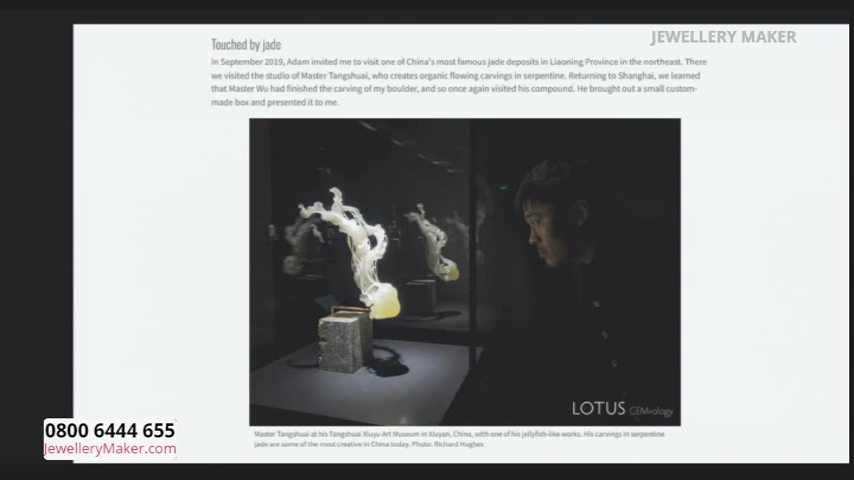 JEWELLERY MAKER
Touched by jade
In September 2019, Adam invited me to visit one of China's most famous jade deposits in Liaoning Province in the northeast. There
we visited the studio of Master Tangshuai, who creates organic flowing carvings in serpentine. Returning to Shanghai, we learned
that Master Wu had finished the carving of my boulder, and so once again visited his compound. He brought out a small custom-
made box and presented it to me.
LOTUS GEMology
Master Tangshuai at his Tangshuai Xiuyu Art Museum in Xiuyan, China, with one of his jellyfish-like works. His carvings in serpentine
jade are some of the most creative in China today. Photo: Richard Hughes
0800 6444 655
JewelleryMaker.com